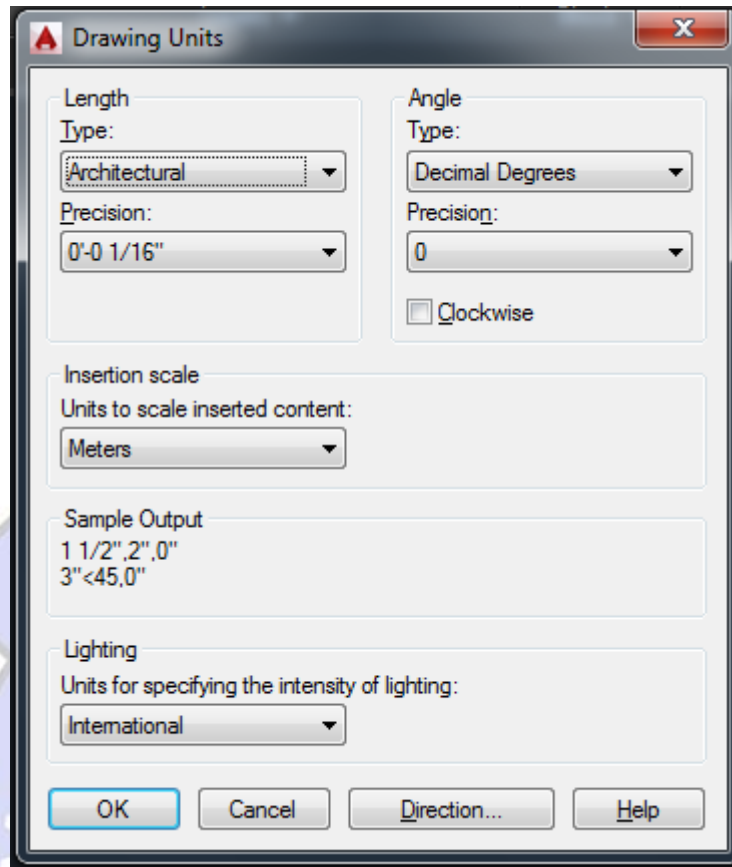 Drawing Units
Length
Type:
Architectural
Precision:
0'-0 1/16"
Angle
Type:
Decimal Degrees
Precision:
0
Clockwise
Insertion scale
Units to scale inserted content:
Meters
Sample Output
1 1/2",2",0"
3"<45,0"
Lighting
Units for specifying the intensity of lighting:
International
OK Cancel Direction... Help